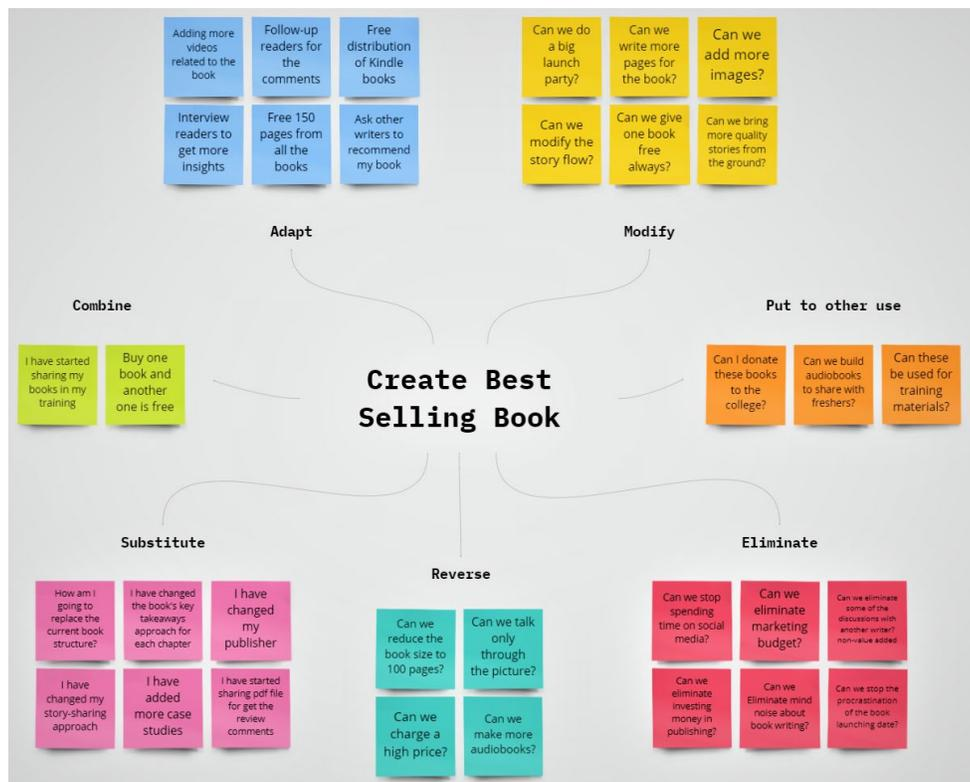 Adding more
videos
related to the
book
Follow-up
readers for
the
comments
Free
distribution
of Kindle
books
Interview
readers to
get more
insights
Free 150
pages from
all the
books
Ask other
writers to
recommend
my book
Adapt
Can we do
a big
launch
party?
Can we
write more
pages for
the book?
Can we
add more
images?
Can we
modify the
story flow?
Can we give
one book
free
always?
Can we bring
more quality
stories from
the ground?
Modify
Combine
I have started
sharing my
books in my
training
Buy one
book and
another
one is free
Create Best
Selling Book
Put to other use
Can I donate
these books
to the
college?
Can we build
audiobooks
to share with
freshers?
Can these
be used for
training
materials?
Substitute
How am I
going to
replace the
current book
structure?
I have changed
the book's key
takeaways
approach for
each chapter
I have
changed
my
publisher
I have
changed my
story-sharing
approach
I have
added
more case
studies
I have started
sharing pdf file
for get the
review
comments
Reverse
Can we
reduce the
book size to
100 pages?
Can we talk
only
through
the picture?
Can we
charge a
high price?
Can we
make more
audiobooks?
Eliminate
Can we stop
spending
time on social
media?
Can we
eliminate
marketing
budget?
Can we eliminate
some of the
discussions with
another writer?
non-value added
Can we
eliminate
investing
money in
publishing?
Can we
Eliminate mind
noise about
book writing?
Can we stop the
procrastination
of the book
launching date?